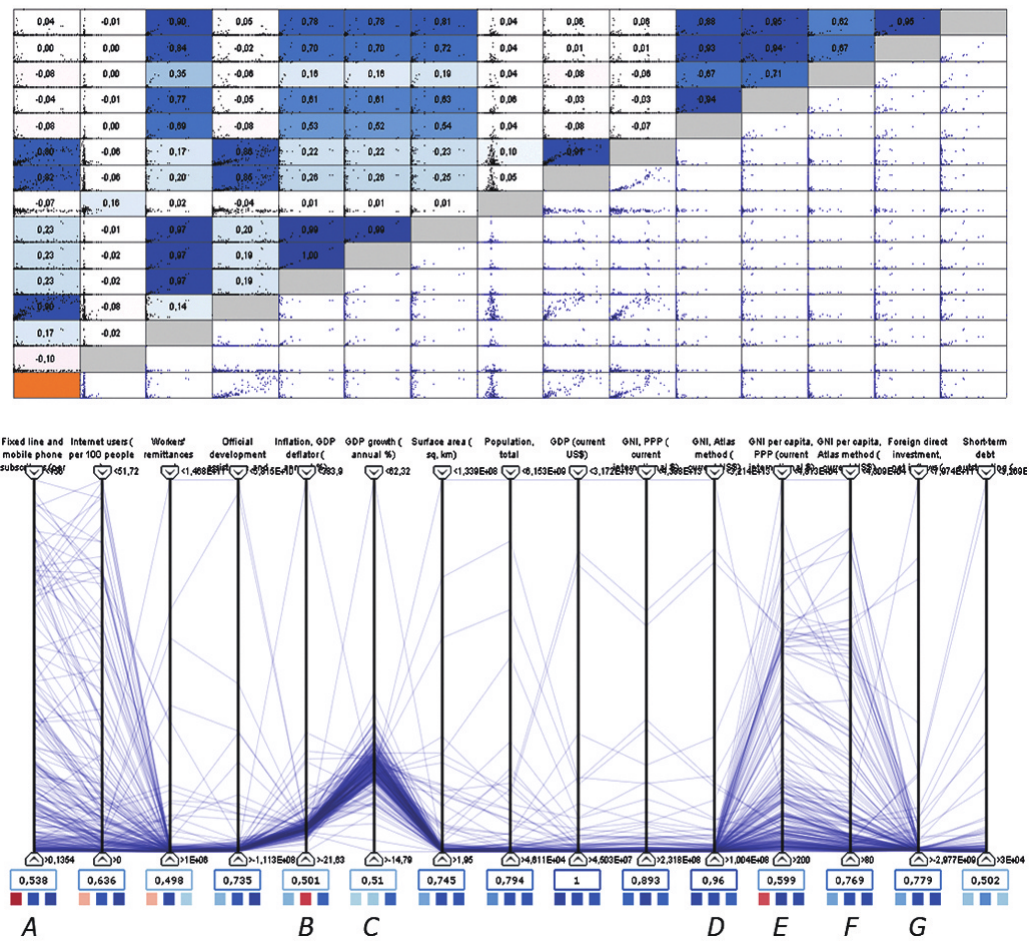 0,04 -0,01 0,90 0,05 0,78 0,78 0,81 0,04 0,06 0,06 0,88 0,95 0,62 0,95
0,00 0,00 0,84 -0,02 0,70 0,70 0,72 0,04 0,01 0,01 0,93 0,94 0,67
-0,08 0,00 0,35 -0,06 0,16 0,16 0,19 0,04 -0,08 -0,06 0,67 0,71
-0,04 -0,01 0,77 -0,05 0,61 0,61 0,63 0,06 -0,03 -0,03 0,94
-0,08 0,00 0,69 -0,08 0,53 0,52 0,54 0,04 -0,08 -0,07
-0,06 0,17 0,22 0,22 0,23 0,10
0,82 -0,06 0,20 0,26 0,26 0,25 0,05
-0,07 0,16 0,02 -0,04 0,01 0,01 0,01
0,23 -0,01 0,97 0,20 0,99 0,99
0,23 -0,02 0,97 0,19 1,00
0,23 -0,02 0,97 0,19
0,90 -0,08 0,14
0,17 -0,02
-0,10
Fixed line and Internet users ( Workers' Official Inflation, GDP GDP growth ( Surface area ( Population, GDP (current GNI, PPP ( GNI, Atlas GNI per capita, GNI per capita, Foreign direct Short-term
mobile phone per 100 people remittances development deflator ( annual %) sq, km) total US$) current method ( PPP (current Atlas method ( investment, debt
<51,72 <62,32 <1,339E+08
>0,1354 >0 >1E+06 >-1,113E+08 >-21,63 >-14,79 >1,95 >4,611E+04 >4,503E+07 >2,318E+08 >1,004E+08 >200 >80 >-2,977E+09 >3E+04
0,538 0,636 0,498 0,735 0,501 0,51 0,745 0,794 1 0,893 0,96 0,599 0,769 0,779 0,502
A B C D E F G